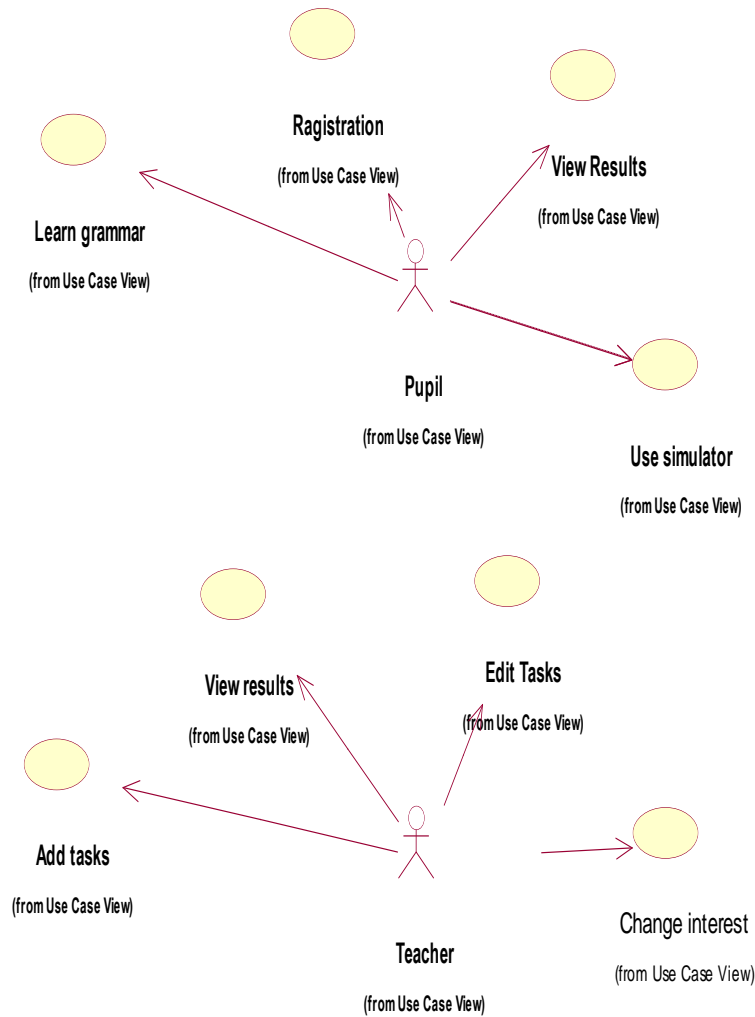 Ragistration
(from Use Case View)
View Results
(from Use Case View)
Learn grammar
(from Use Case View)
Pupil
(from Use Case View)
Use simulator
(from Use Case View)
Edit Tasks
(from Use Case View)
View results
(from Use Case View)
Add tasks
(from Use Case View)
Change interest
(from Use Case View)
Teacher
(from Use Case View)